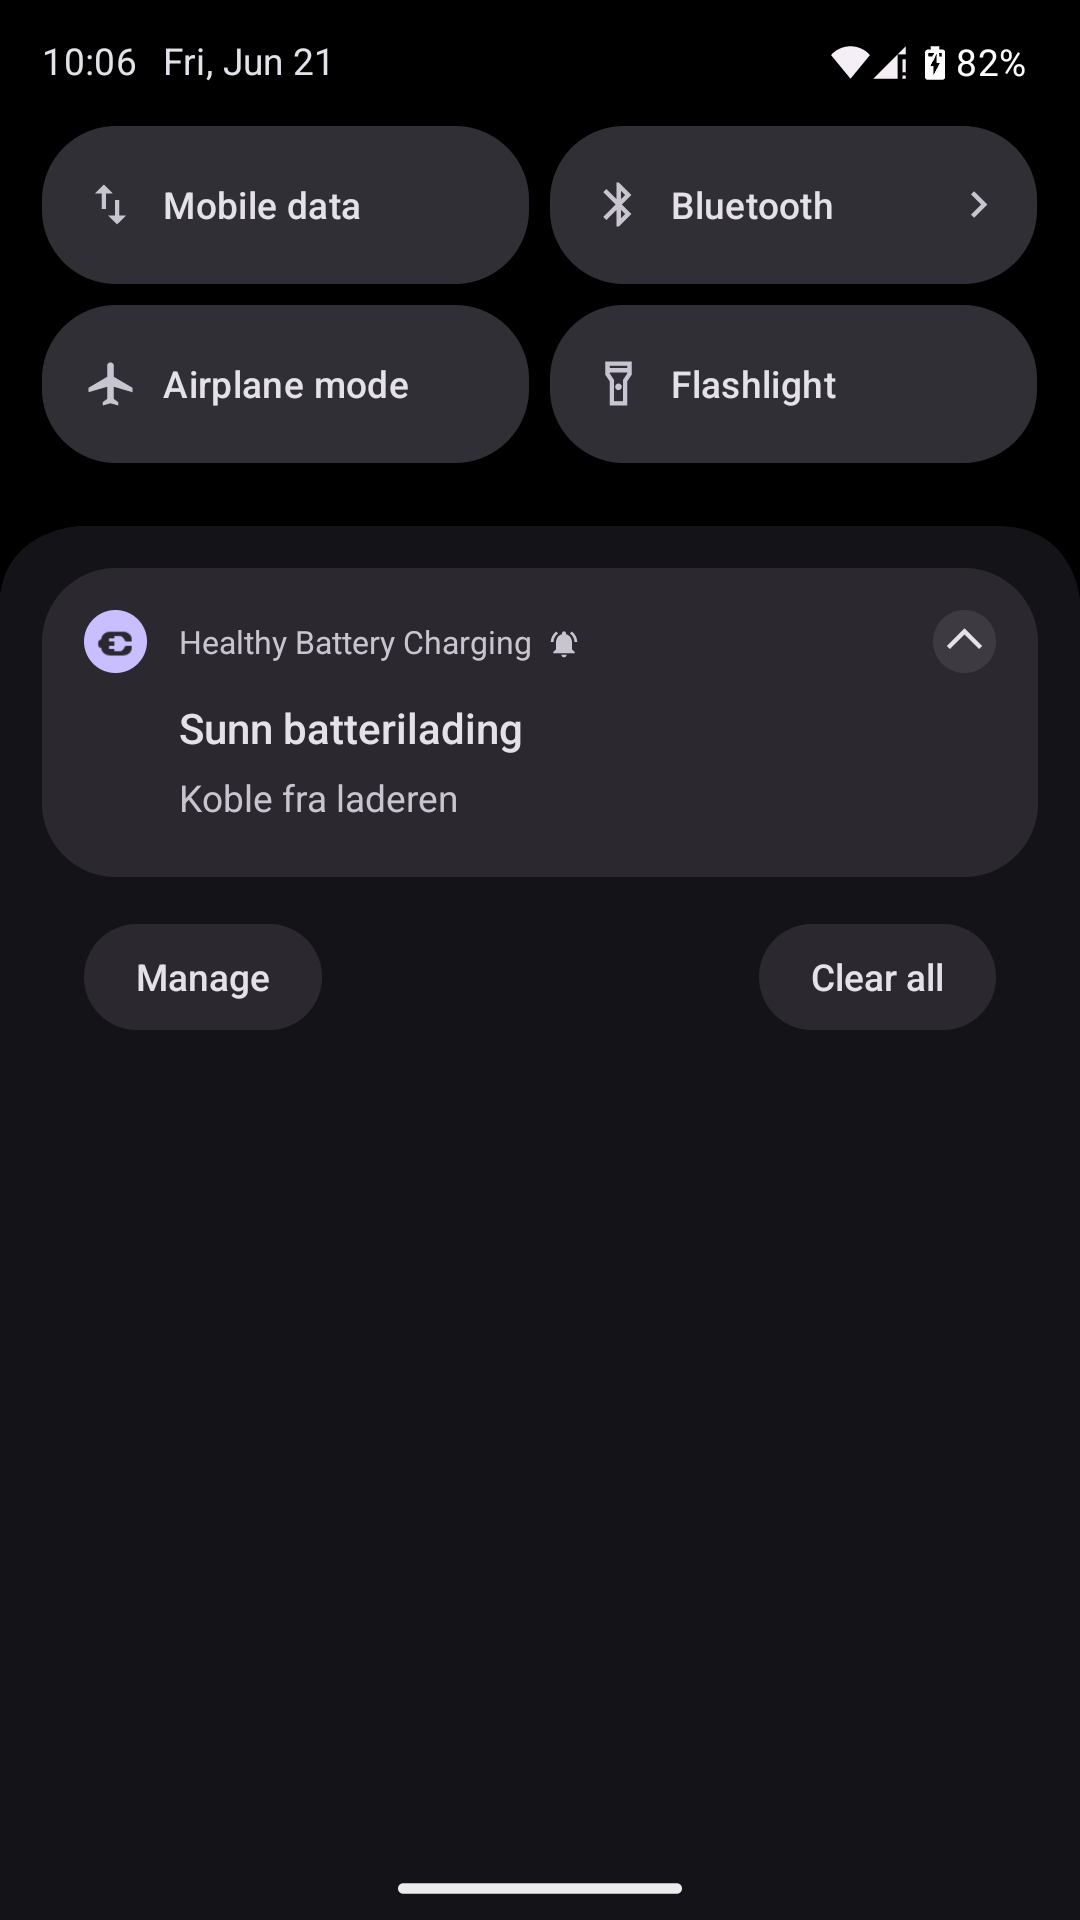 10:06 Fri, Jun 21 82%
Mobile data
Bluetooth
Airplane mode
Flashlight
Healthy Battery Charging
Sunn batterilading
Koble fra laderen
Manage
Clear all